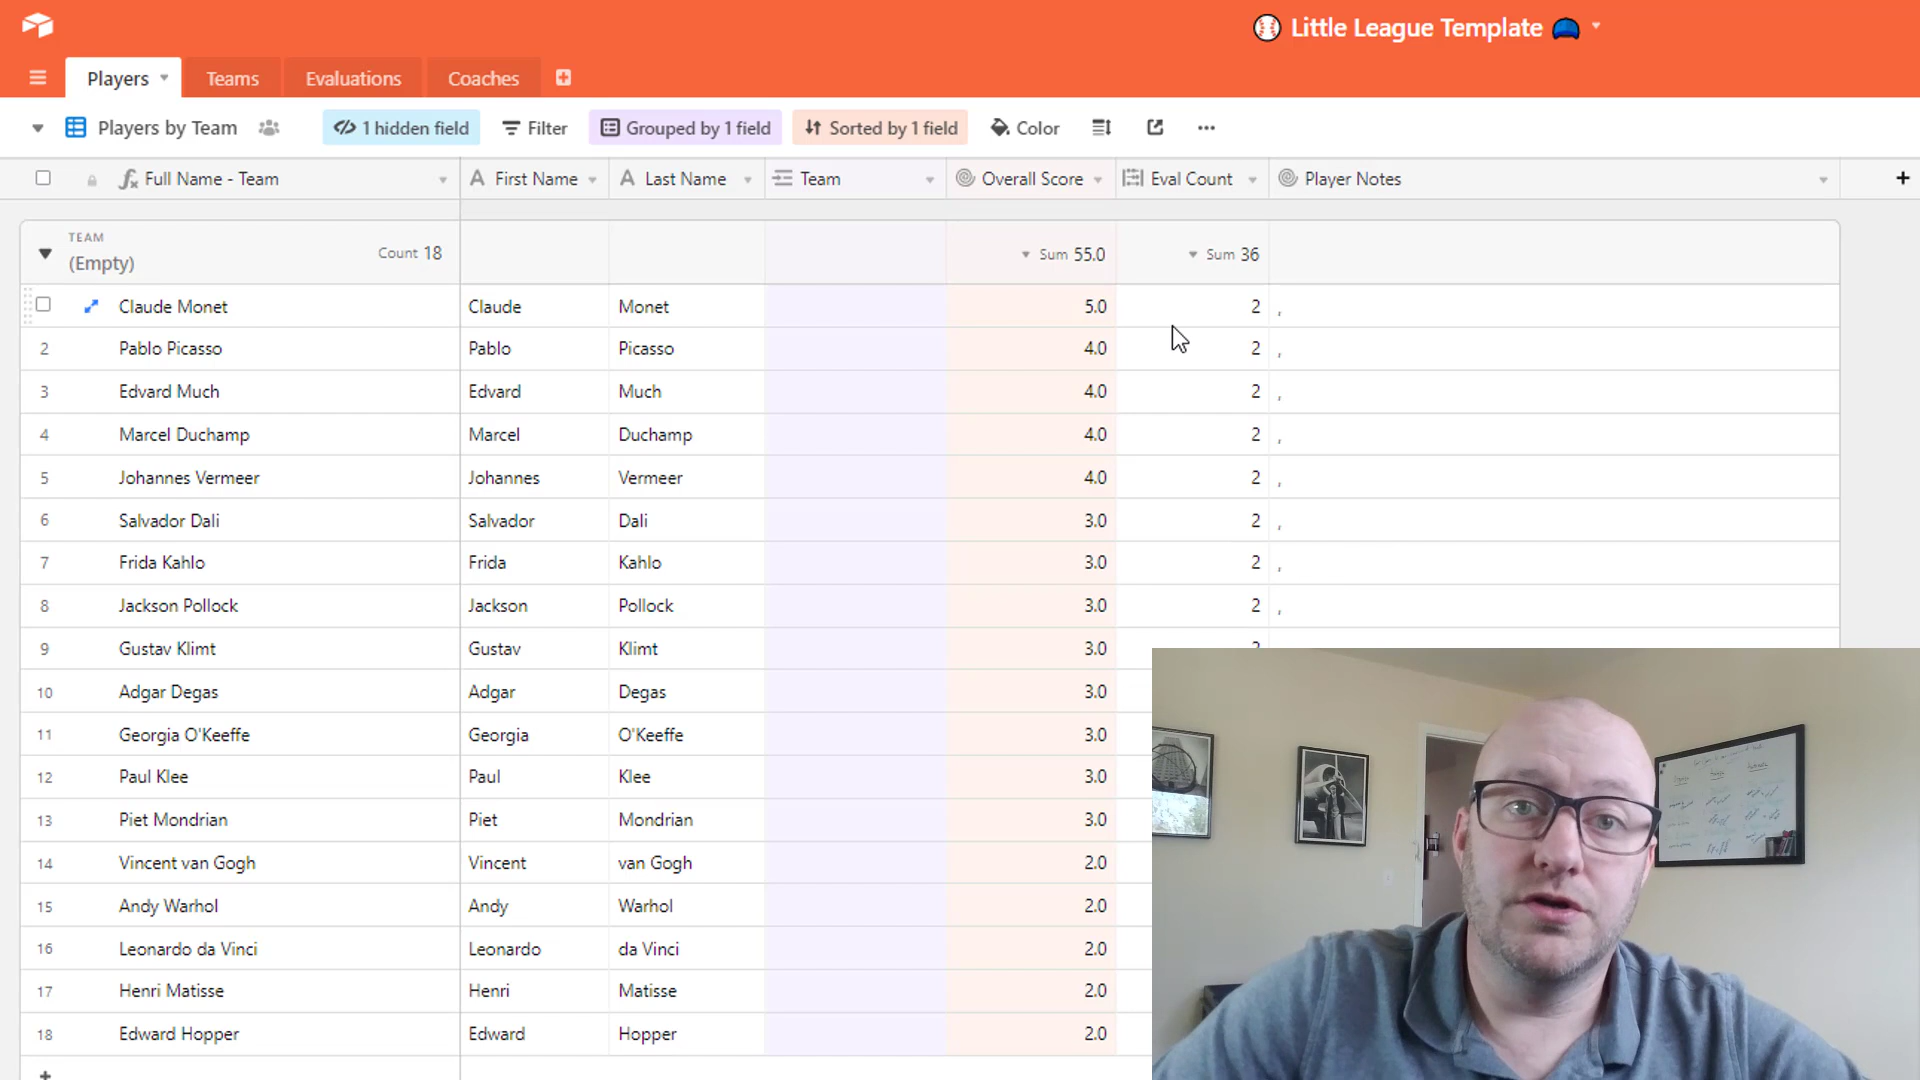 Little League Template
Players Teams Evaluations Coaches
Players by Team 1 hidden field Filter Grouped by 1 field Sorted by 1 field Color
Full Name - Team First Name Last Name Team Overall Score Eval Count Player Notes
TEAM
(Empty) Count 18 Sum 55.0 Sum 36
Claude Monet Claude Monet 5.0 2 ,
2 Pablo Picasso Pablo Picasso 4.0 2 ,
3 Edvard Much Edvard Much 4.0 2 ,
4 Marcel Duchamp Marcel Duchamp 4.0 2 ,
5 Johannes Vermeer Johannes Vermeer 4.0 2 ,
6 Salvador Dali Salvador Dali 3.0 2 ,
7 Frida Kahlo Frida Kahlo 3.0 2 ,
8 Jackson Pollock Jackson Pollock 3.0 2 ,
9 Gustav Klimt Gustav Klimt 3.0
10 Adgar Degas Adgar Degas 3.0
11 Georgia O'Keeffe Georgia O'Keeffe 3.0
12 Paul Klee Paul Klee 3.0
13 Piet Mondrian Piet Mondrian 3.0
14 Vincent van Gogh Vincent van Gogh 2.0
15 Andy Warhol Andy Warhol 2.0
16 Leonardo da Vinci Leonardo da Vinci 2.0
17 Henri Matisse Henri Matisse 2.0
18 Edward Hopper Edward Hopper 2.0